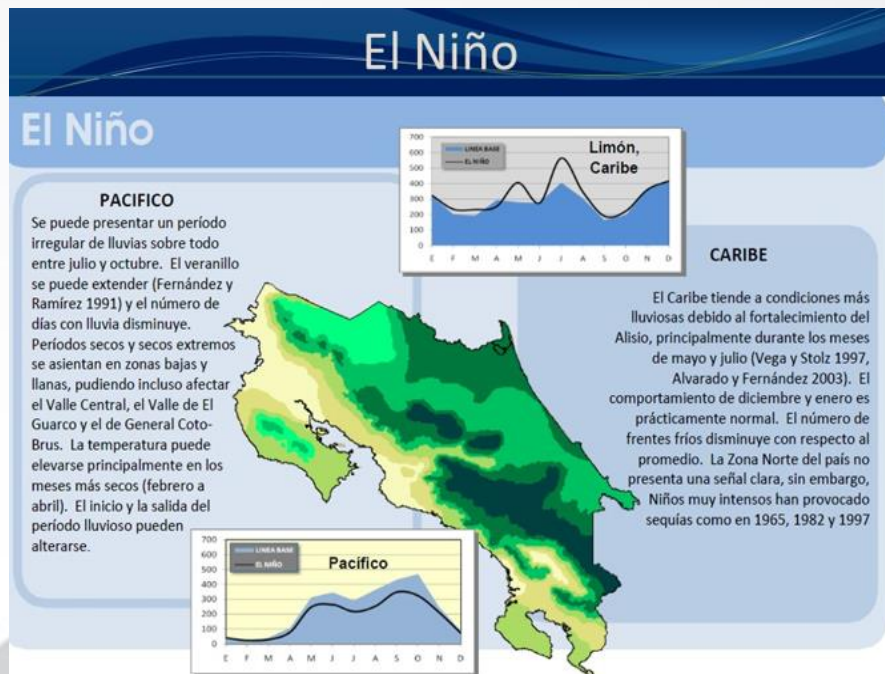 El Niño
El Niño
PACIFICO
Se puede presentar un período
irregular de lluvias sobre todo
entre julio y octubre. El veranillo
se puede extender (Fernández y
Ramírez 1991) y el número de
días con lluvia disminuye.
Períodos secos y secos extremos
se asientan en zonas bajas y
llanas, pudiendo incluso afectar
el Valle Central, el Valle de El
Guarco y el de General Coto-
Brus. La temperatura puede
elevarse principalmente en los
meses más secos (febrero a
abril). El inicio y la salida del
período lluvioso pueden
alterarse.
Limón,
Caribe
LINEA BASE
EL NIÑO
700
600
500
400
300
200
100
0
E F M A M J J A S O N D
CARIBE
El Caribe tiende a condiciones más
lluviosas debido al fortalecimiento del
Alisio, principalmente durante los meses
de mayo y julio (Vega y Stolz 1997,
Alvarado y Fernández 2003). El
comportamiento de diciembre y enero es
prácticamente normal. El número de
frentes fríos disminuye con respecto al
promedio. La Zona Norte del país no
presenta una señal clara, sin embargo,
Niños muy intensos han provocado
sequías como en 1965, 1982 y 1997
Pacífico
LINEA BASE
EL NIÑO
700
600
500
400
300
200
100
0
E F M A M J J A S O N D